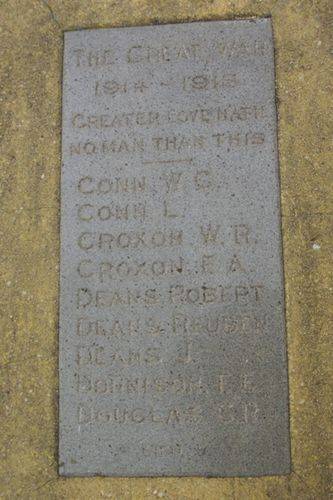 THE GREAT WAR
1914 - 1918
GREATER LOVE HATH
NO MAN THAN THIS
CONN W. G.
CONN L.
CROXON W. R.
CROXON E. A.
DEANS ROBERT
DEANS REUBEN
DEANS J.
DONNISON T. E.
DOUGLAS